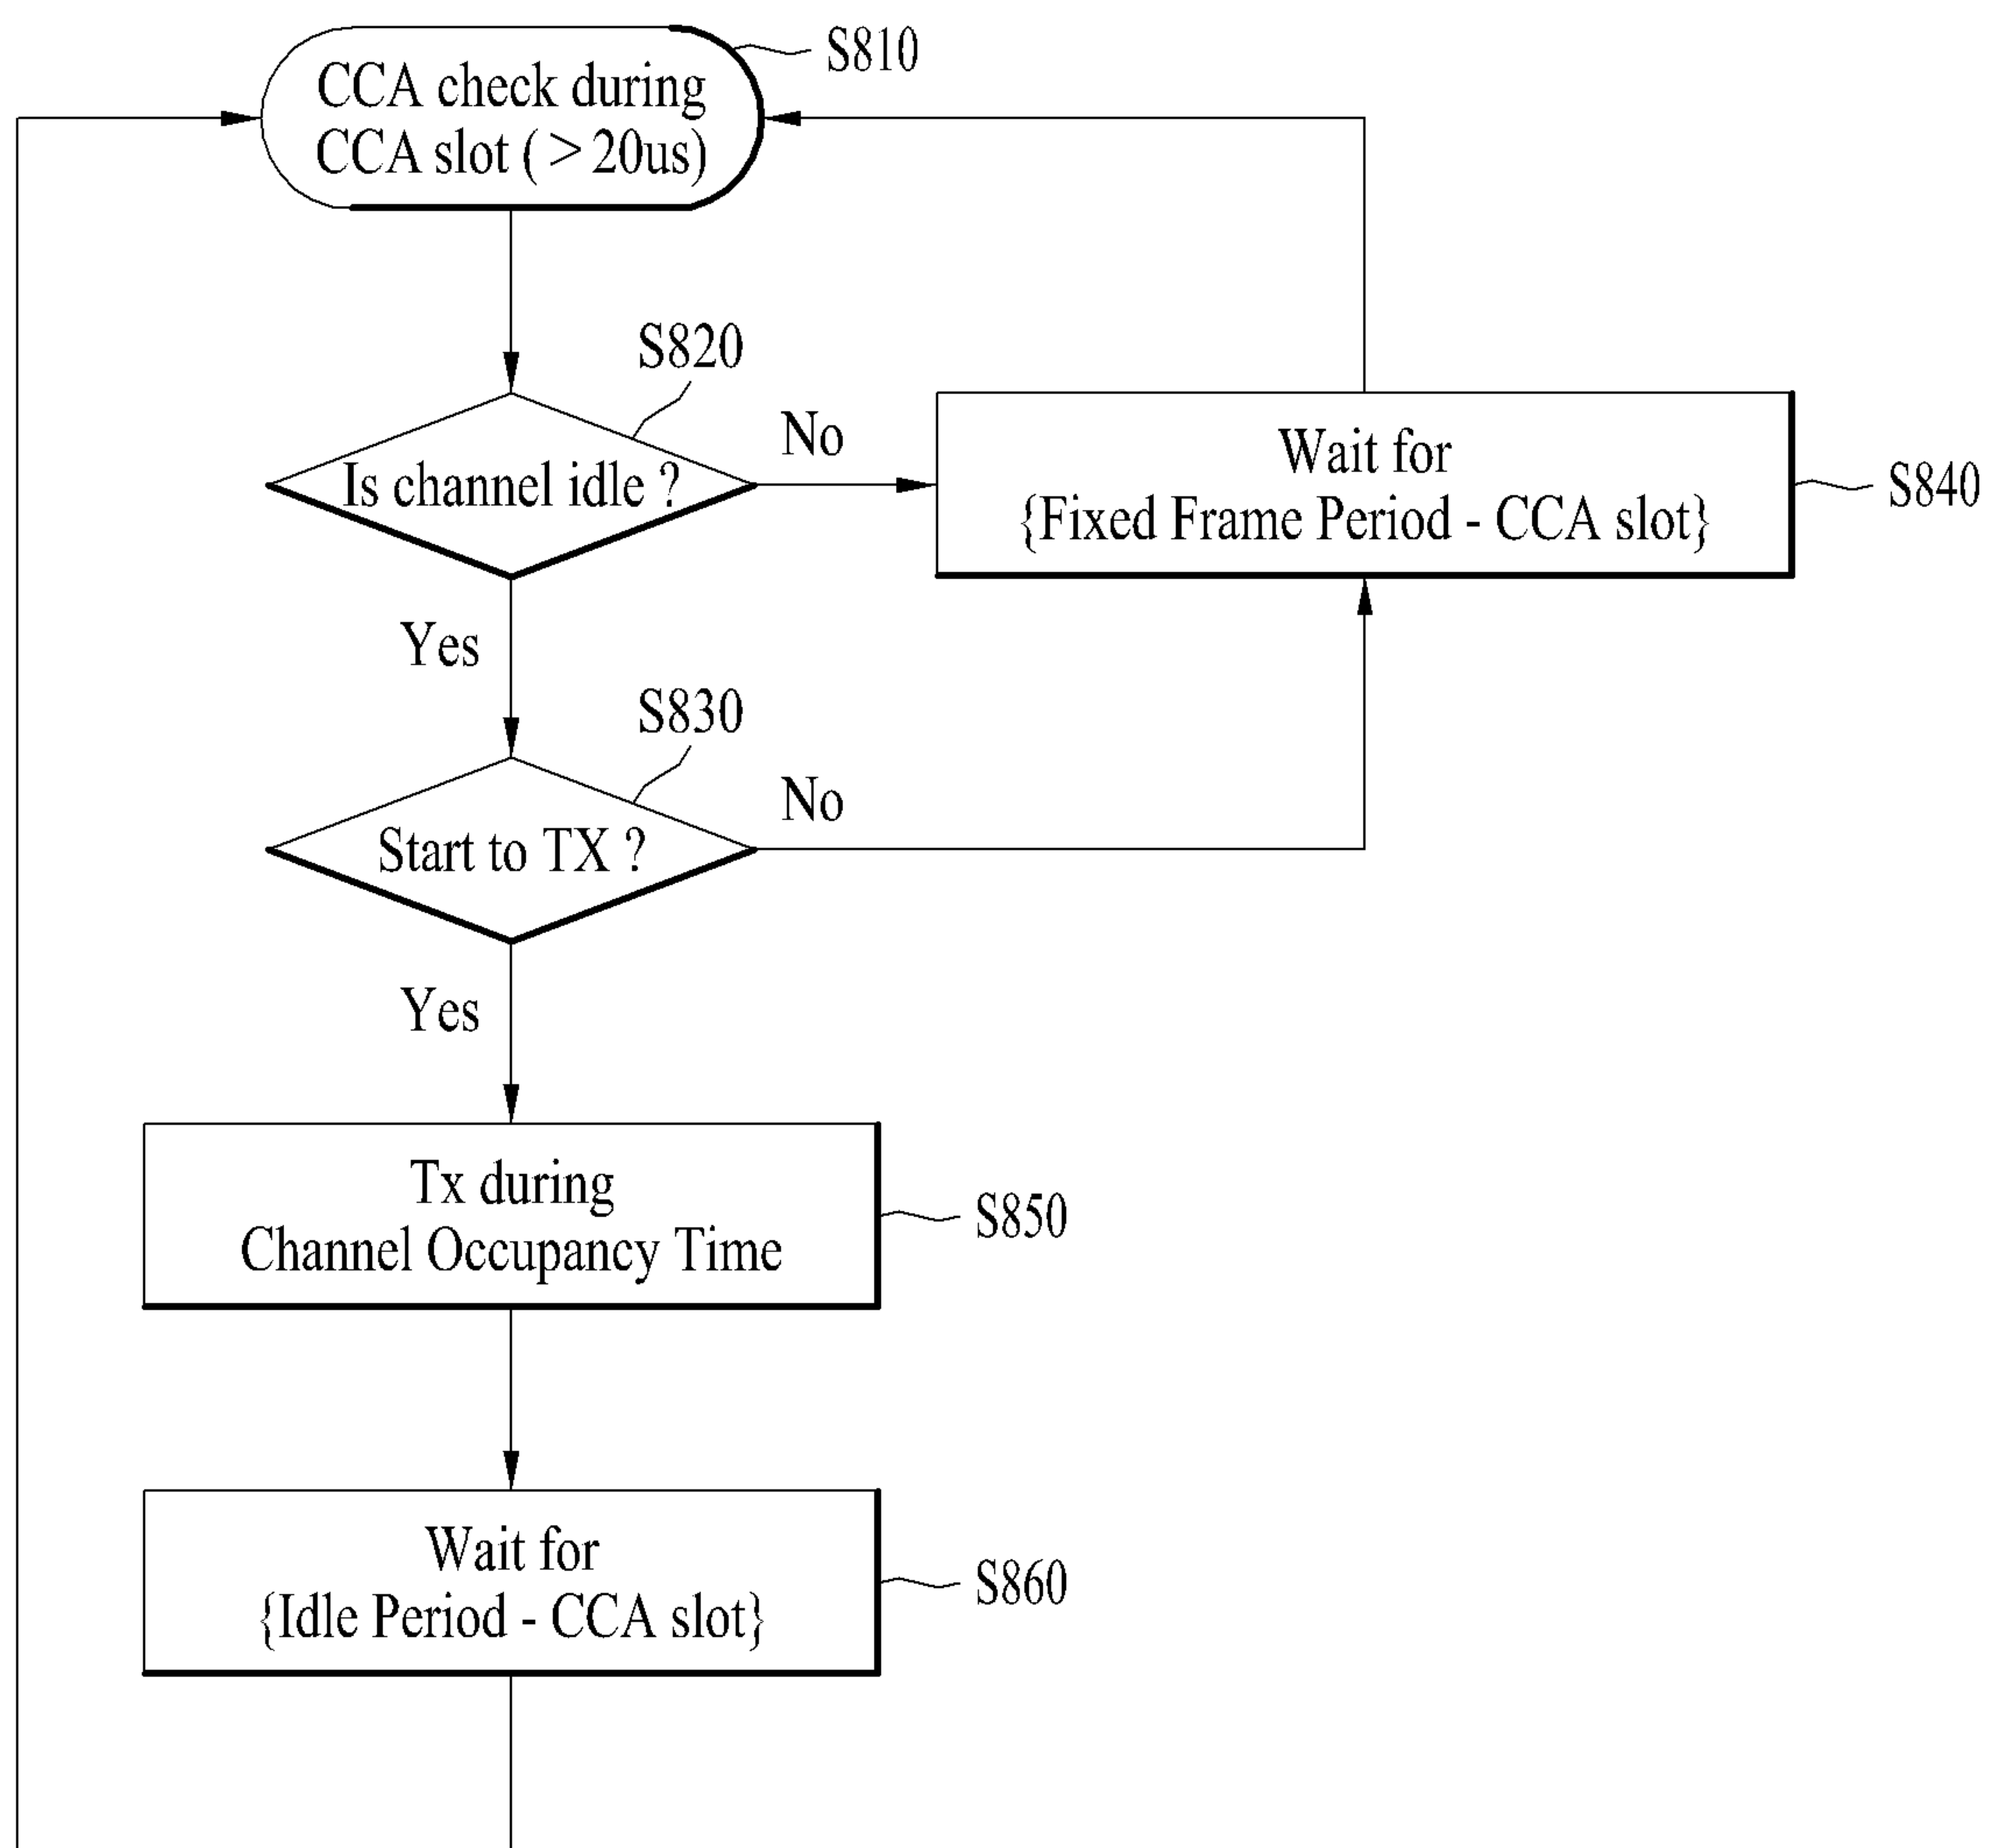 CCA check during
CCA slot ( > 20us)
S810
S820
Is channel idle ?
No
Wait for
{Fixed Frame Period - CCA slot}
S840
Yes
S830
Start to TX ?
No
Yes
Tx during
Channel Occupancy Time
S850
Wait for
{Idle Period - CCA slot}
S860